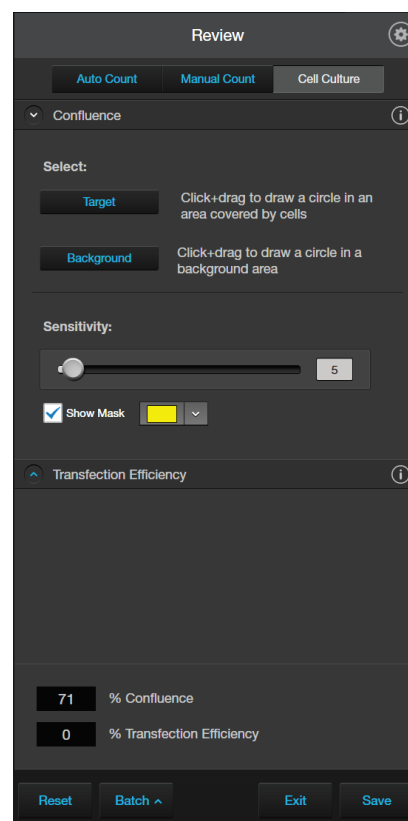 Review
Auto Count
Manual Count
Cell Culture
Confluence
Select:
Target
Click+drag to draw a circle in an
area covered by cells
Background
Click+drag to draw a circle in a
background area
Sensitivity:
5
Show Mask
Transfection Efficiency
71 % Confluence
0 % Transfection Efficiency
Reset
Batch
Exit
Save